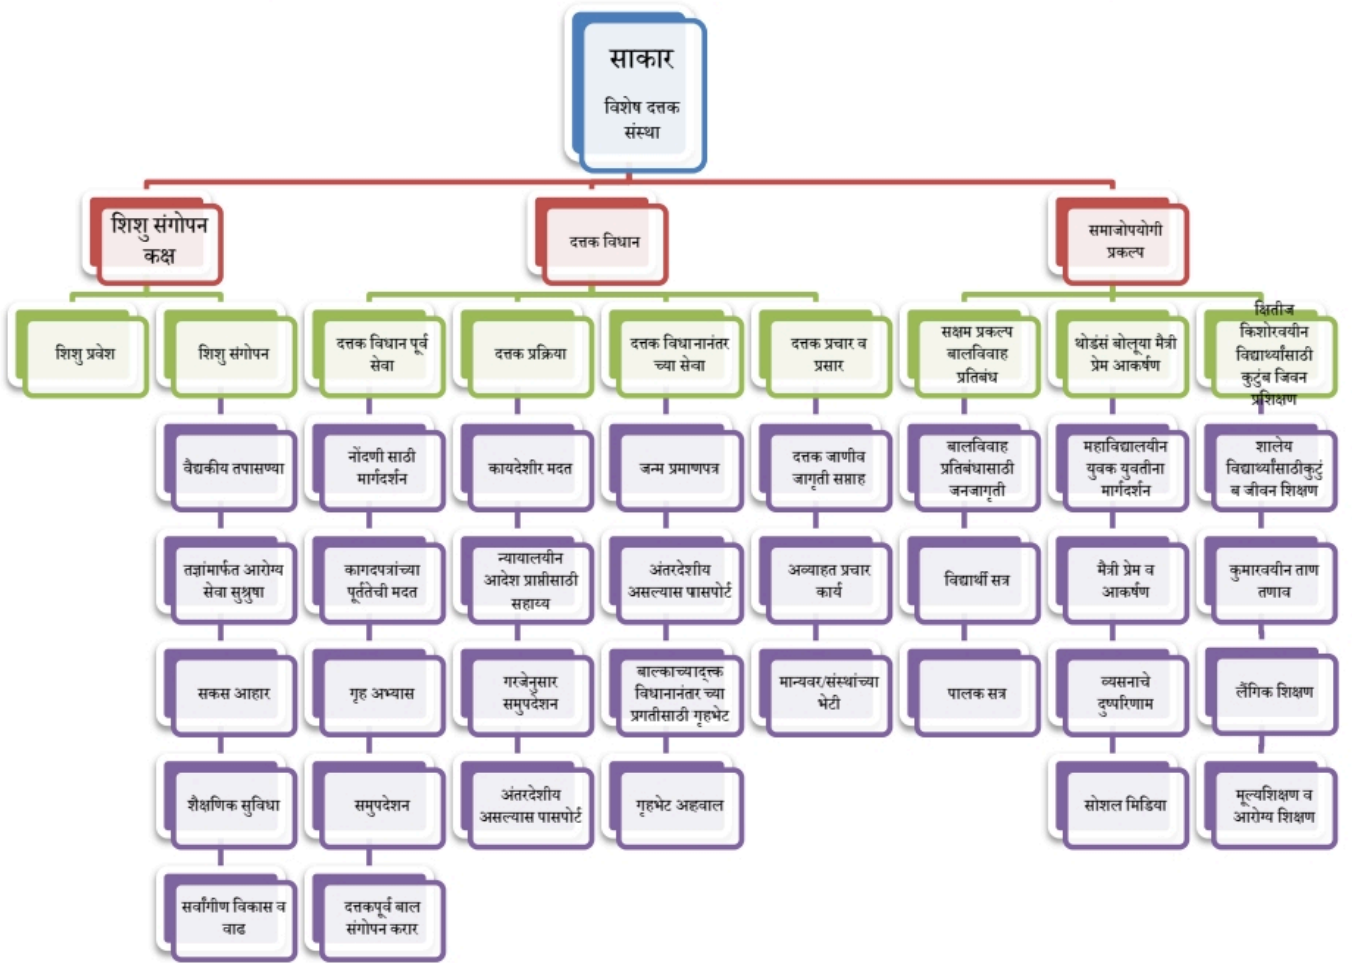 साकार
विशेष दत्तक
संस्था
शिशु संगोपन
कक्ष
दत्तक विधान
समाजोपयोगी
प्रकल्प
शिशु प्रवेश
शिशु संगोपन
दत्तक विधान पूर्व
सेवा
दत्तक प्रक्रिया
दत्तक विधानानंतर
च्या सेवा
दत्तक प्रचार व
प्रसार
सक्षम प्रकल्प
बालविवाह
प्रतिबंध
थोडंसं बोलूया मैत्री
प्रेम आकर्षण
क्षितीज
किशोरवयीन
विद्यार्थ्यांसाठी
कुटुंब जिवन
प्रशिक्षण
वैद्यकीय तपासण्या
नोंदणी साठी
मार्गदर्शन
कायदेशीर मदत
जन्म प्रमाणपत्र
दत्तक जाणीव
जागृती सप्ताह
बालविवाह
प्रतिबंधासाठी
जनजागृती
महाविद्यालयीन
युवक युवतीना
मार्गदर्शन
शालेय
विद्यार्थ्यांसाठीकुटुं
ब जीवन शिक्षण
तज्ञांमार्फत आरोग्य
सेवा सुश्रुषा
कागदपत्रांच्या
पूर्ततेची मदत
न्यायालयीन
आदेश प्राप्तीसाठी
सहाय्य
अंतरदेशीय
असल्यास पासपोर्ट
अव्याहत प्रचार
कार्य
विद्यार्थी सत्र
मैत्री प्रेम व
आकर्षण
कुमारवयीन ताण
तणाव
सकस आहार
गृह अभ्यास
गरजेनुसार
समुपदेशन
बाल्काच्यादत्त्क
विधानानंतर च्या
प्रगतीसाठी गृहभेट
मान्यवर/संस्थांच्या
भेटी
पालक सत्र
व्यसनाचे
दुष्परिणाम
लैंगिक शिक्षण
शैक्षणिक सुविधा
समुपदेशन
अंतरदेशीय
असल्यास पासपोर्ट
गृहभेट अहवाल
सोशल मिडिया
मूल्यशिक्षण व
आरोग्य शिक्षण
सर्वांगीण विकास व
वाढ
दत्तकपूर्व बाल
संगोपन करार